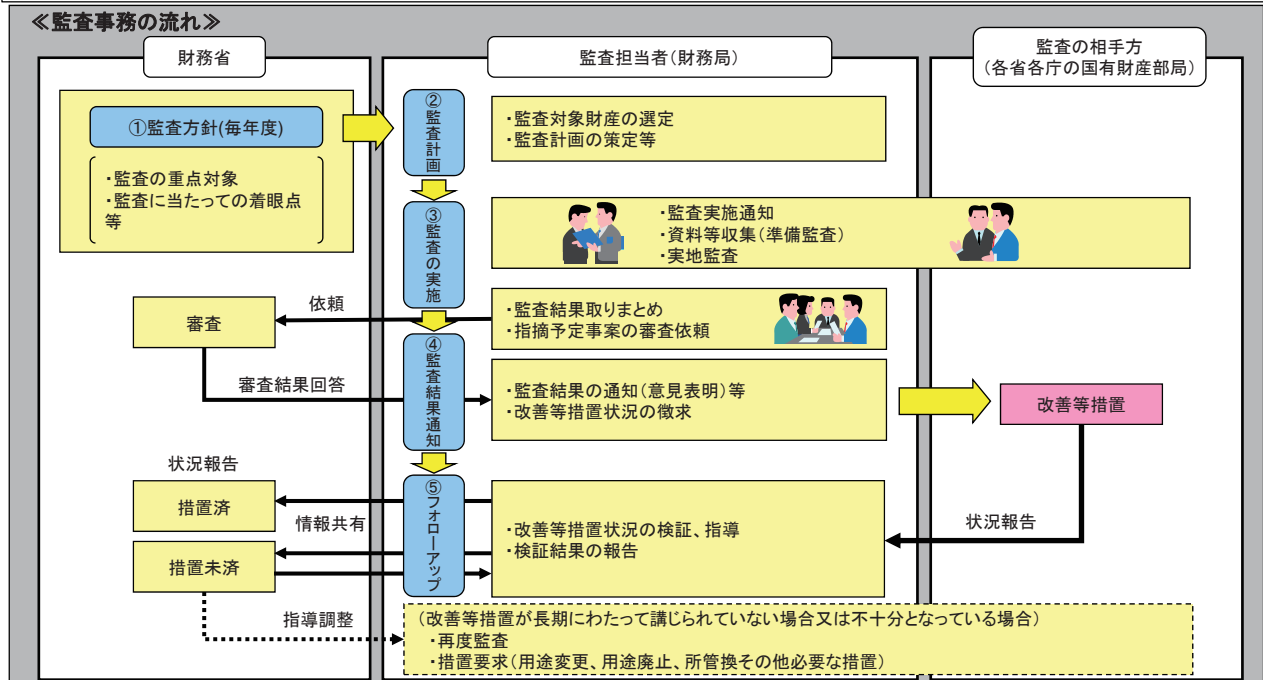 ≪監査事務の流れ≫
財務省
監査担当者(財務局)
監査の相手方
(各省各庁の国有財産部局)
①監査方針(毎年度)
・監査の重点対象
・監査に当たっての着眼点
等
②監査計画
・監査対象財産の選定
・監査計画の策定等
③監査の実施
・監査実施通知
・資料等収集(準備監査)
・実地監査
依頼
審査
・監査結果取りまとめ
・指摘予定事案の審査依頼
審査結果回答
④監査結果通知
・監査結果の通知(意見表明)等
・改善等措置状況の徴求
改善等措置
状況報告
措置済
情報共有
措置未済
⑤フォローアップ
・改善等措置状況の検証、指導
・検証結果の報告
状況報告
指導調整
(改善等措置が長期にわたって講じられていない場合又は不十分となっている場合)
・再度監査
・措置要求(用途変更、用途廃止、所管換その他必要な措置)